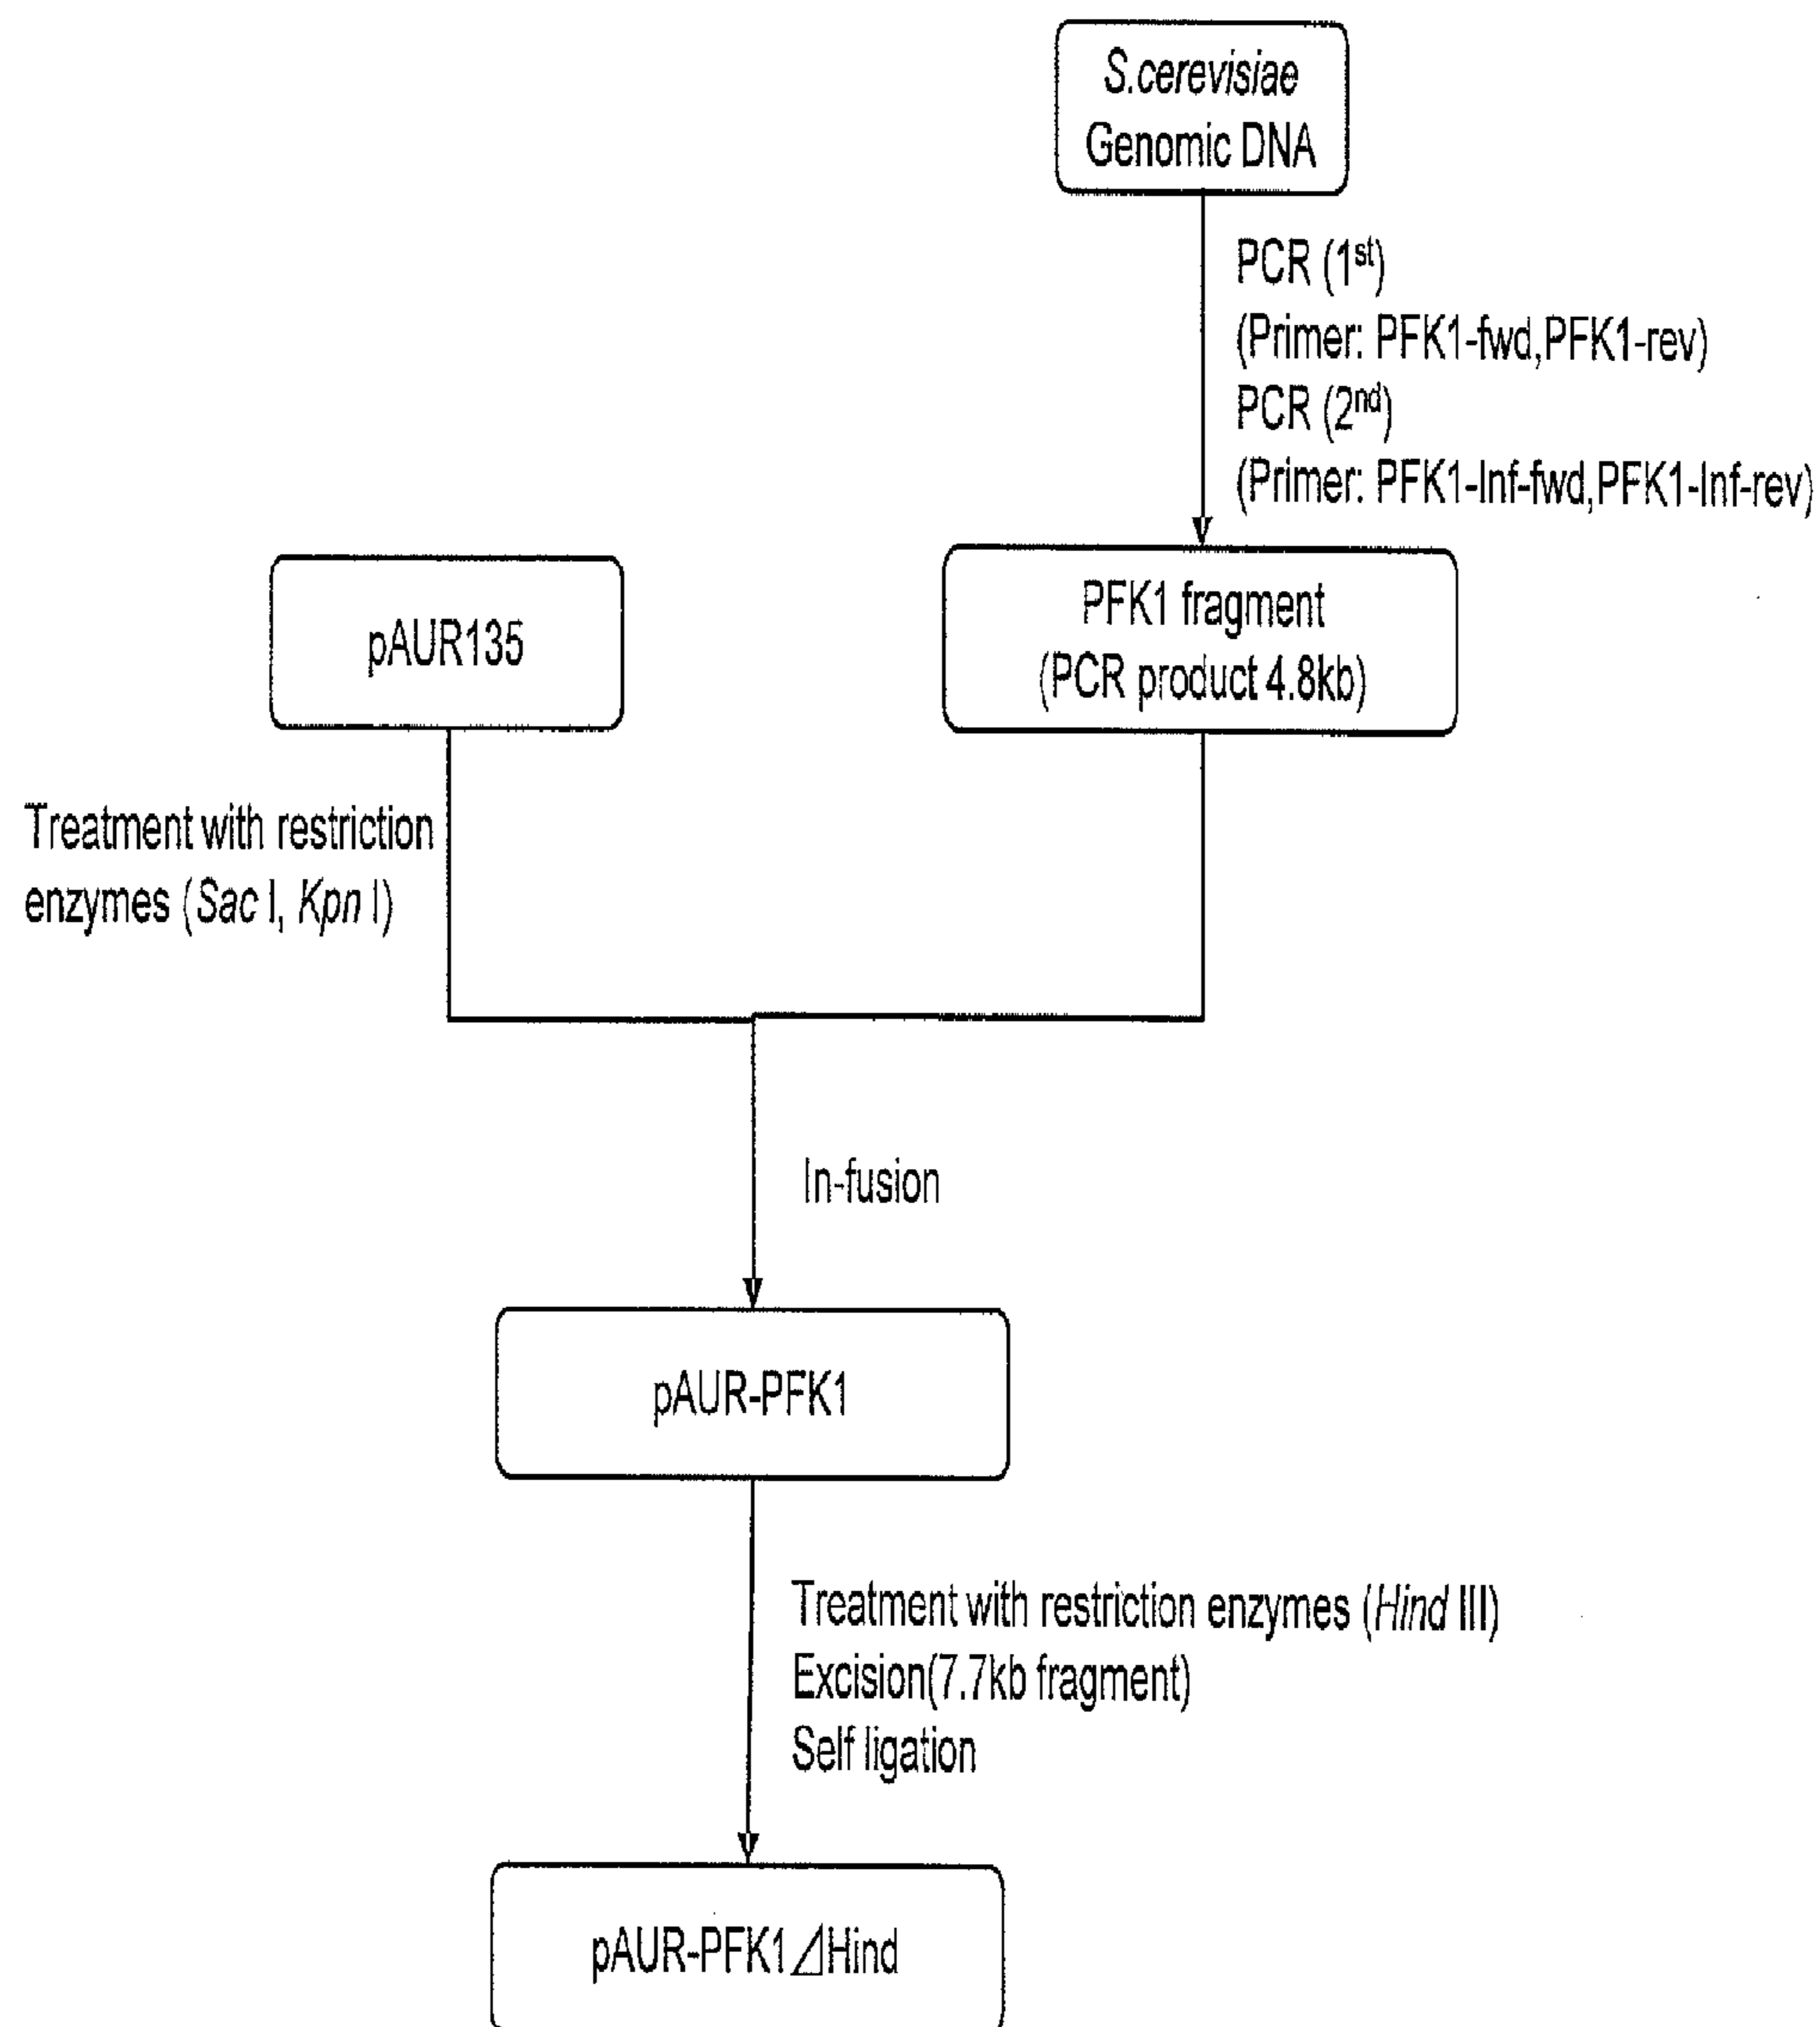 S.cerevisiae
Genomic DNA
PCR (1st)
(Primer: PFK1-fwd,PFK1-rev)
PCR (2nd)
(Primer: PFK1-Inf-fwd,PFK1-Inf-rev)
pAUR135
PFK1 fragment
(PCR product 4.8kb)
Treatment with restriction
enzymes (Sac I, Kpn I)
In-fusion
pAUR-PFK1
Treatment with restriction enzymes (Hind III)
Excision(7.7kb fragment)
Self ligation
pAUR-PFK1⊿Hind